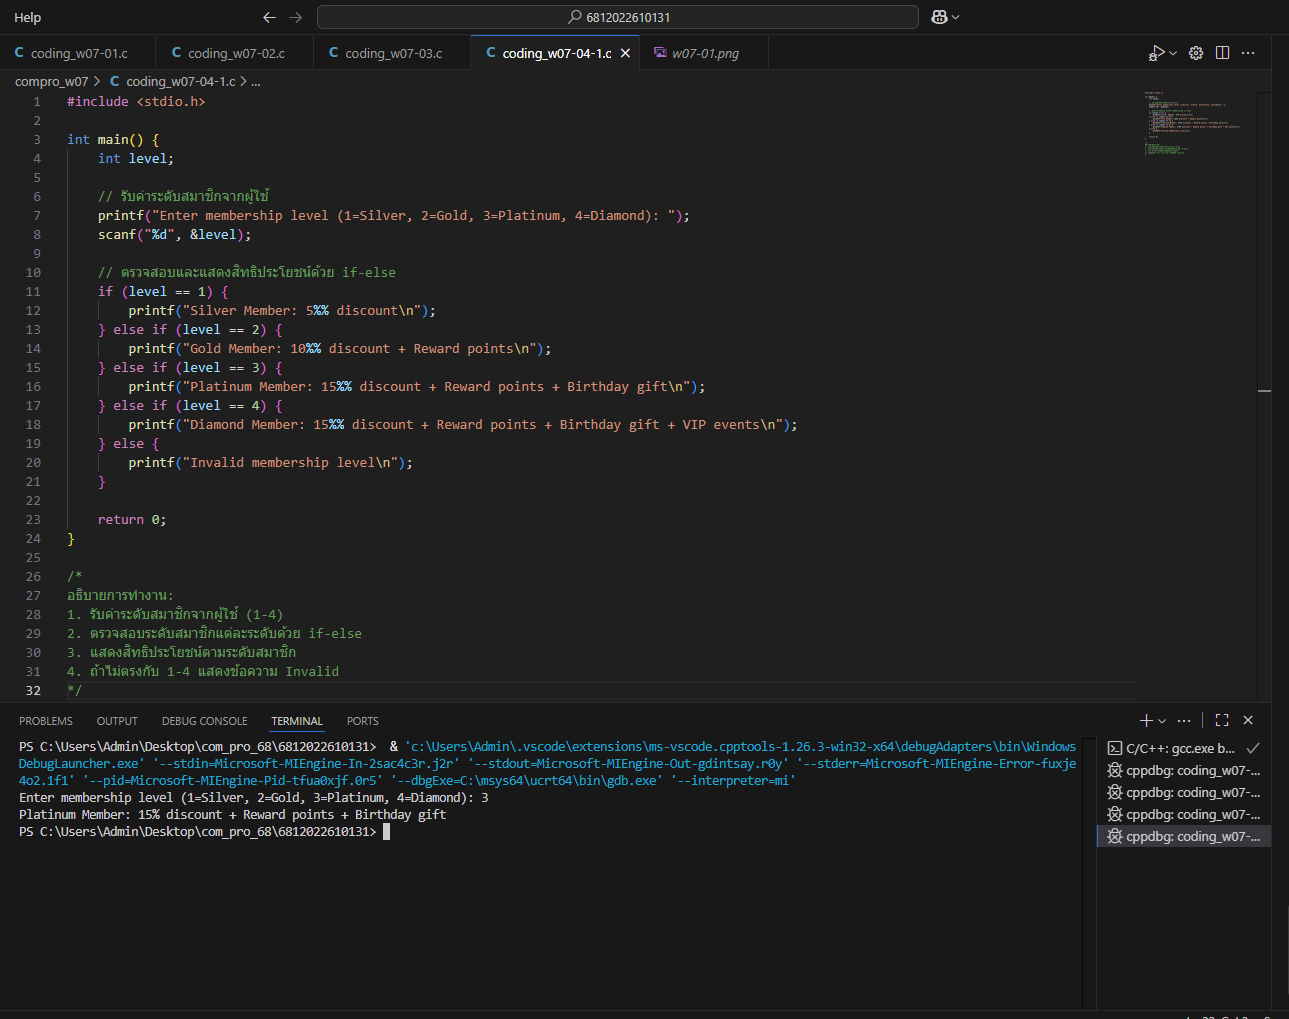 Help
6812022610131
C coding_w07-01.c
C coding_w07-02.c
C coding_w07-03.c
C coding_w07-04-1.c
w07-01.png
compro_w07 > C coding_w07-04-1.c > ...
1 #include <stdio.h>
2
3 int main() {
4 int level;
5
6 // รับค่าระดับสมาชิกจากผู้ใช้
7 printf("Enter membership level (1=Silver, 2=Gold, 3=Platinum, 4=Diamond): ");
8 scanf("%d", &level);
9
10 // ตรวจสอบและแสดงสิทธิประโยชน์ด้วย if-else
11 if (level == 1) {
12 printf("Silver Member: 5%% discount\n");
13 } else if (level == 2) {
14 printf("Gold Member: 10%% discount + Reward points\n");
15 } else if (level == 3) {
16 printf("Platinum Member: 15%% discount + Reward points + Birthday gift\n");
17 } else if (level == 4) {
18 printf("Diamond Member: 15%% discount + Reward points + Birthday gift + VIP events\n");
19 } else {
20 printf("Invalid membership level\n");
21 }
22
23 return 0;
24 }
25
26 /*
27 อธิบายการทำงาน:
28 1. รับค่าระดับสมาชิกจากผู้ใช้ (1-4)
29 2. ตรวจสอบระดับสมาชิกแต่ละระดับด้วย if-else
30 3. แสดงสิทธิประโยชน์ตามระดับสมาชิก
31 4. ถ้าไม่ตรงกับ 1-4 แสดงข้อความ Invalid
32 */
PROBLEMS OUTPUT DEBUG CONSOLE TERMINAL PORTS
PS C:\Users\Admin\Desktop\com_pro_68\6812022610131> & 'c:\Users\Admin\.vscode\extensions\ms-vscode.cpptools-1.26.3-win32-x64\debugAdapters\bin\Windows
DebugLauncher.exe' '--stdin=Microsoft-MIEngine-In-2sac4c3r.j2r' '--stdout=Microsoft-MIEngine-Out-gdintsay.r0y' '--stderr=Microsoft-MIEngine-Error-fuxje
4o2.1f1' '--pid=Microsoft-MIEngine-Pid-tfua0xjf.0r5' '--dbgExe=C:\msys64\ucrt64\bin\gdb.exe' '--interpreter=mi'
Enter membership level (1=Silver, 2=Gold, 3=Platinum, 4=Diamond): 3
Platinum Member: 15% discount + Reward points + Birthday gift
PS C:\Users\Admin\Desktop\com_pro_68\6812022610131>
C/C++: gcc.exe b...
cppdbg: coding_w07-...
cppdbg: coding_w07-...
cppdbg: coding_w07-...
cppdbg: coding_w07-...